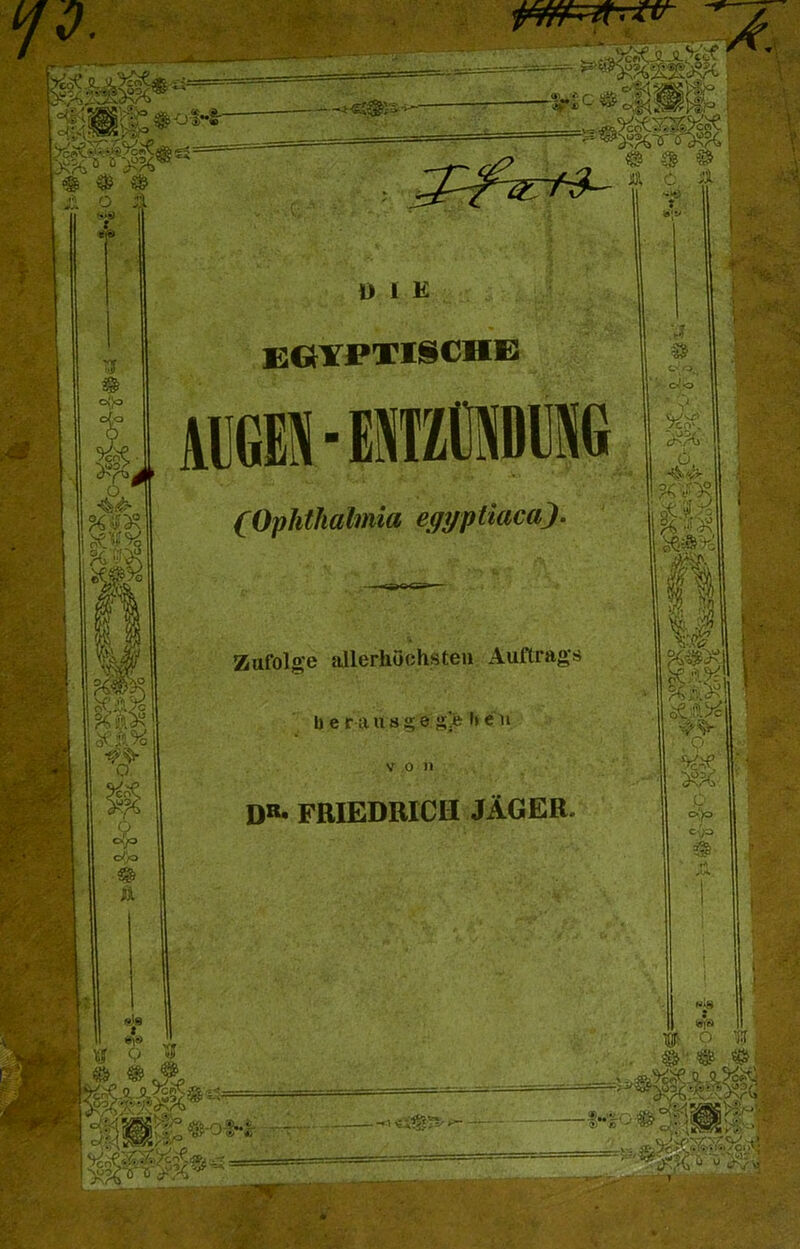 DIE
EGYPTISCHE
AUGEN-ENTZÜNDUNG
(Ophthalmia egyptiaca).
Zufolge allerhöchsten Auftrags
herausgegeben
von
DR. FRIEDRICH JÄGER.